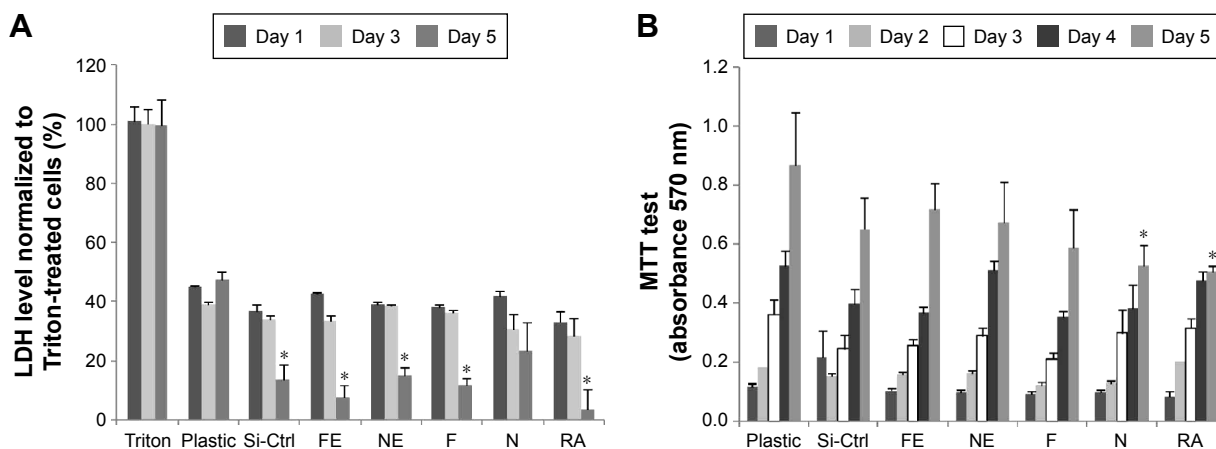 A
Day 1 Day 3 Day 5
LDH level normalized to
Triton-treated cells (%)
120
100
80
60
40
20
0
* * * * *
Triton Plastic Si-Ctrl FE NE F N RA
B
Day 1 Day 2 Day 3 Day 4 Day 5
MTT test
(absorbance 570 nm)
1.2
1.0
0.8
0.6
0.4
0.2
0.0
* *
Plastic Si-Ctrl FE NE F N RA